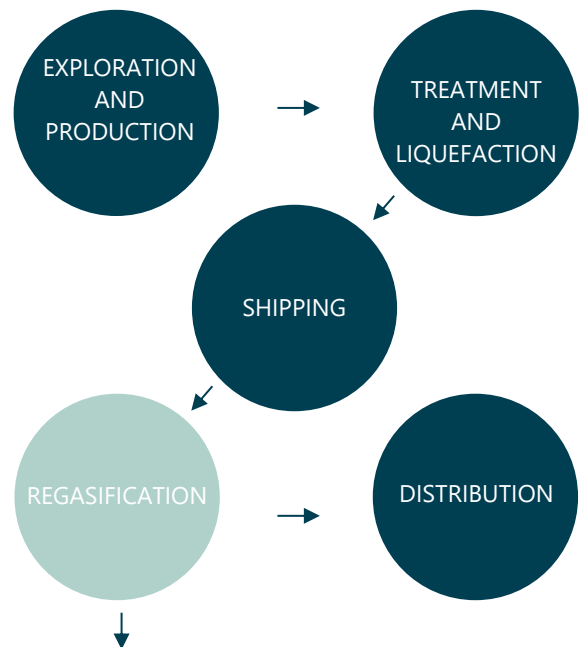 EXPLORATION
AND
PRODUCTION
TREATMENT
AND
LIQUEFACTION
SHIPPING
REGASIFICATION
DISTRIBUTION